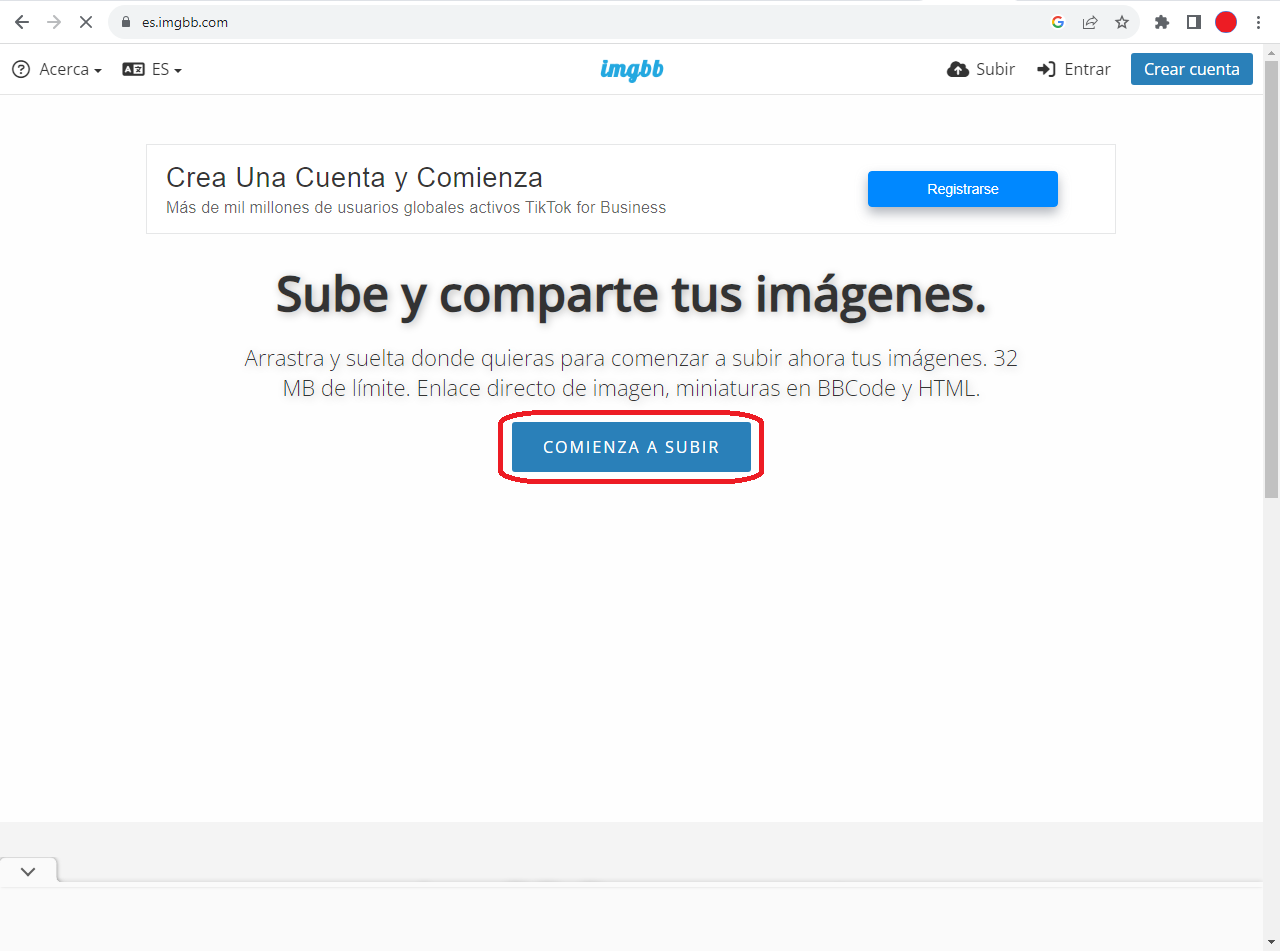 es.imgbb.com
Acerca
ES
imgbb
Subir
Entrar
Crear cuenta
Crea Una Cuenta y Comienza
Más de mil millones de usuarios globales activos TikTok for Business
Registrarse
Sube y comparte tus imágenes.
Arrastra y suelta donde quieras para comenzar a subir ahora tus imágenes. 32
MB de límite. Enlace directo de imagen, miniaturas en BBCode y HTML.
COMIENZA A SUBIR